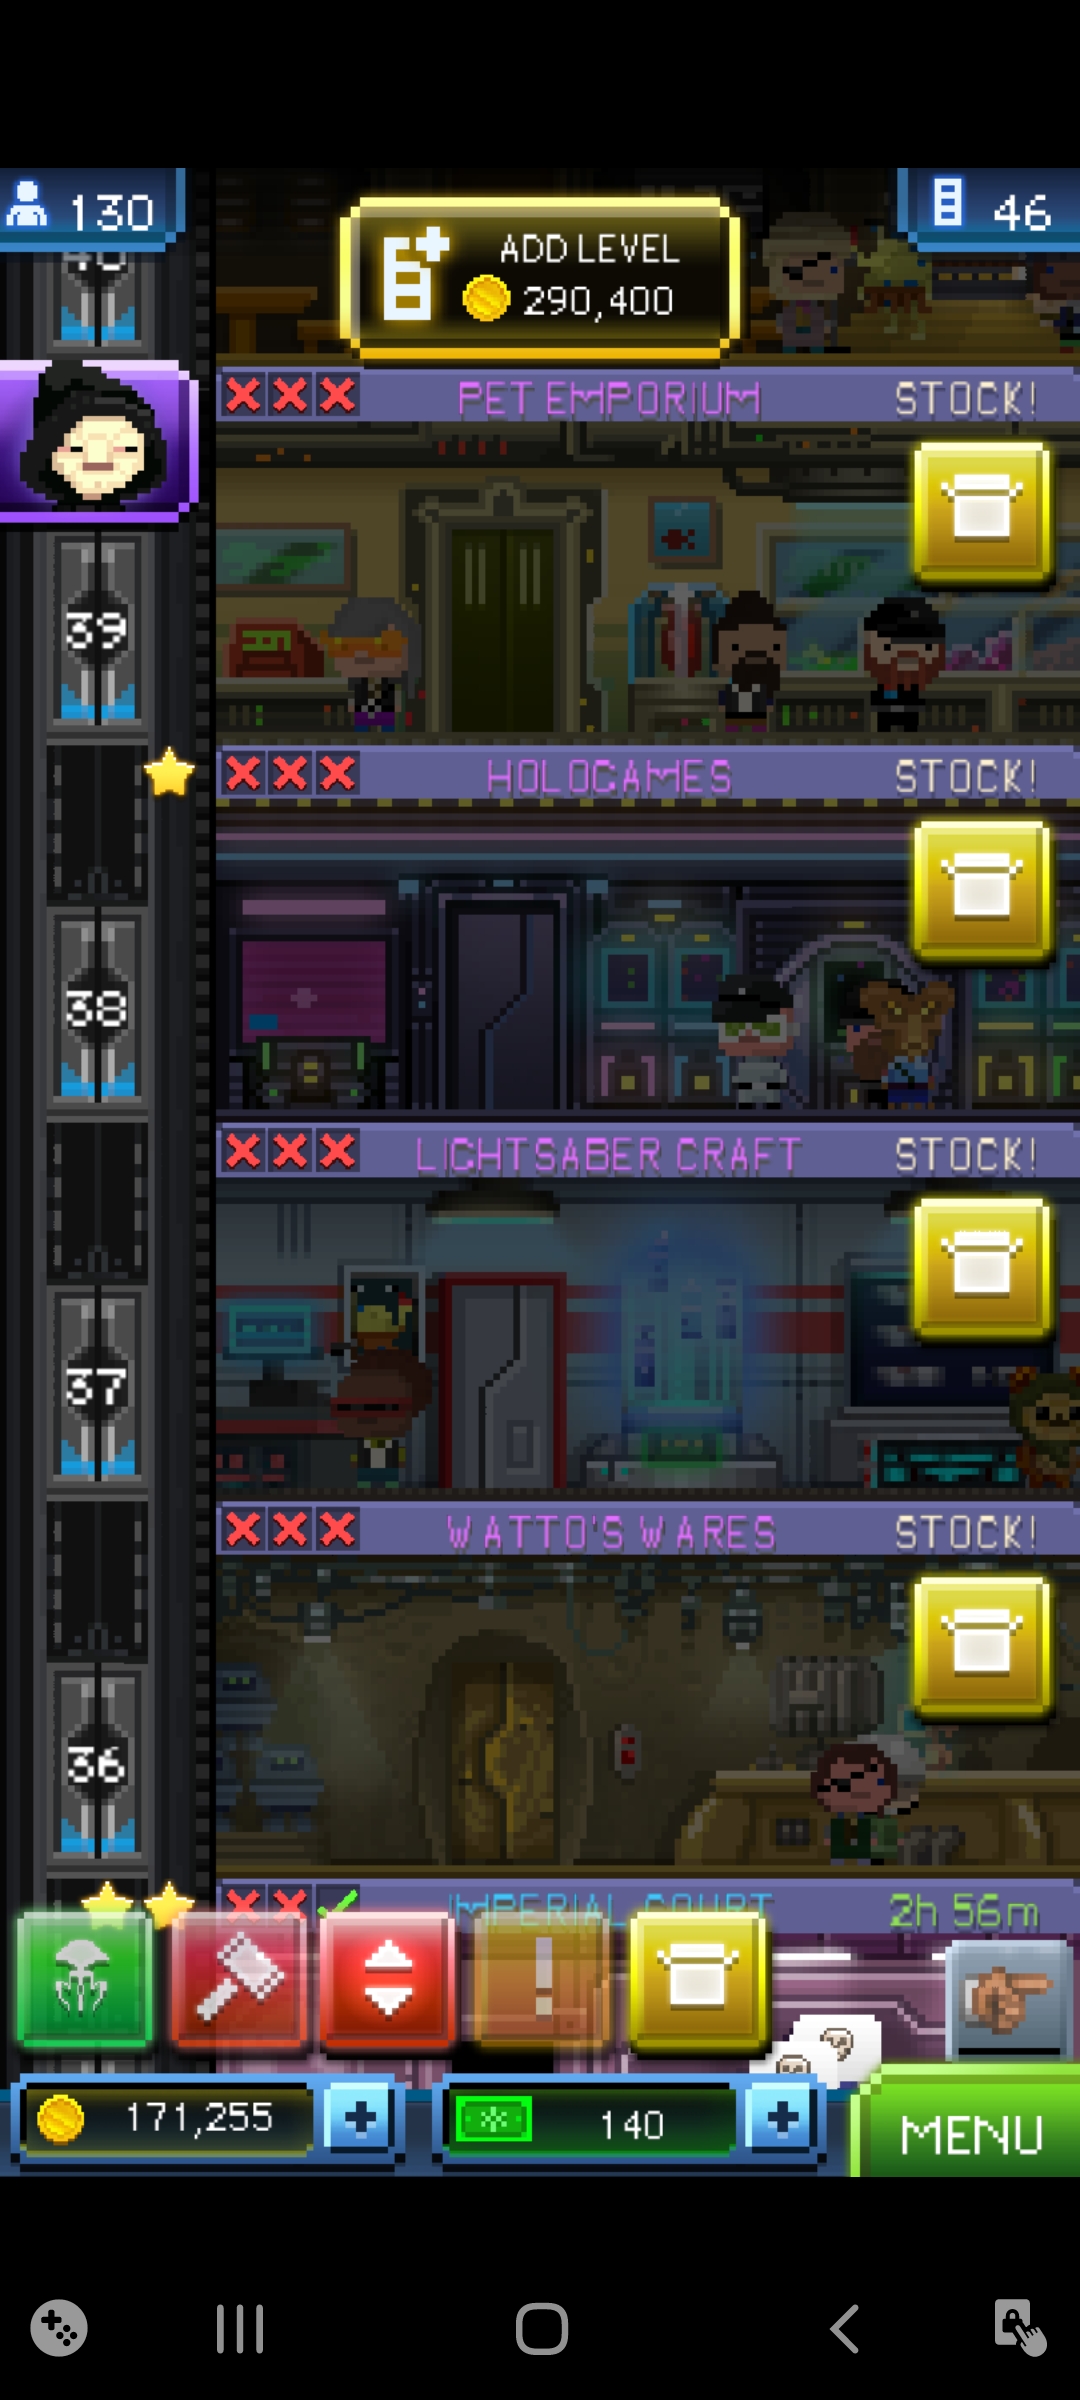 130
46
ADD LEVEL
290,400
PET EMPORIUM
STOCK!
39
HOLOGAMES
STOCK!
38
LIGHTSABER CRAFT
STOCK!
37
WATTO'S WARES
STOCK!
36
IMPERIAL COURT
2h 56m
171,255
140
MENU